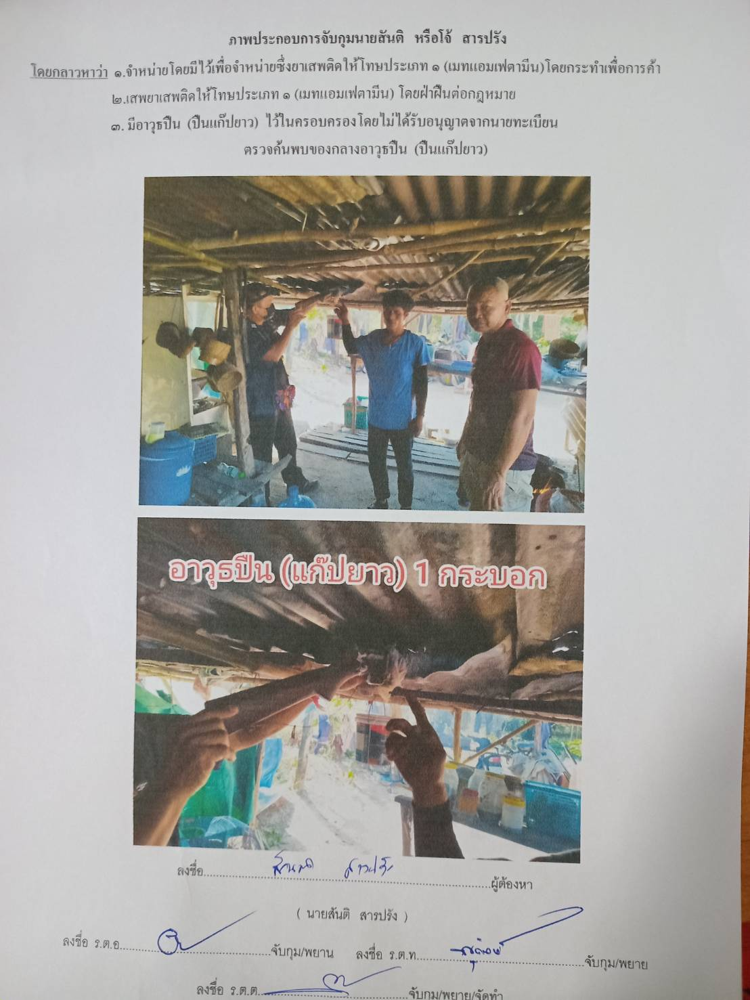 ภาพประกอบการจับกุมนายสันติ หรือโจ้ สารปรัง
โดยกลาวหาว่า ๑.จำหน่ายโดยมีไว้เพื่อจำหน่ายซึ่งยาเสพติดให้โทษประเภท ๑ (เมทแอมเฟตามีน)โดยกระทำเพื่อการค้า
๒.เสพยาเสพติดให้โทษประเภท ๑ (เมทแอมเฟตามีน) โดยฝ่าฝืนต่อกฎหมาย
๓. มีอาวุธปืน (ปืนแก๊ปยาว) ไว้ในครอบครองโดยไม่ได้รับอนุญาตจากนายทะเบียน
ตรวจค้นพบของกลางอาวุธปืน (ปืนแก๊ปยาว)
อาวุธปืน (แก๊ปยาว) 1 กระบอก
ลงชื่อ สันติ สารปรัง ผู้ต้องหา
( นายสันติ สารปรัง )
ลงชื่อ ร.ต.อ. จับกุม/พยาน ลงชื่อ ร.ต.ท. จับกุม/พยาย
ลงชื่อ ร.ต.ต. จับกุม/พยาย/จัดทำ